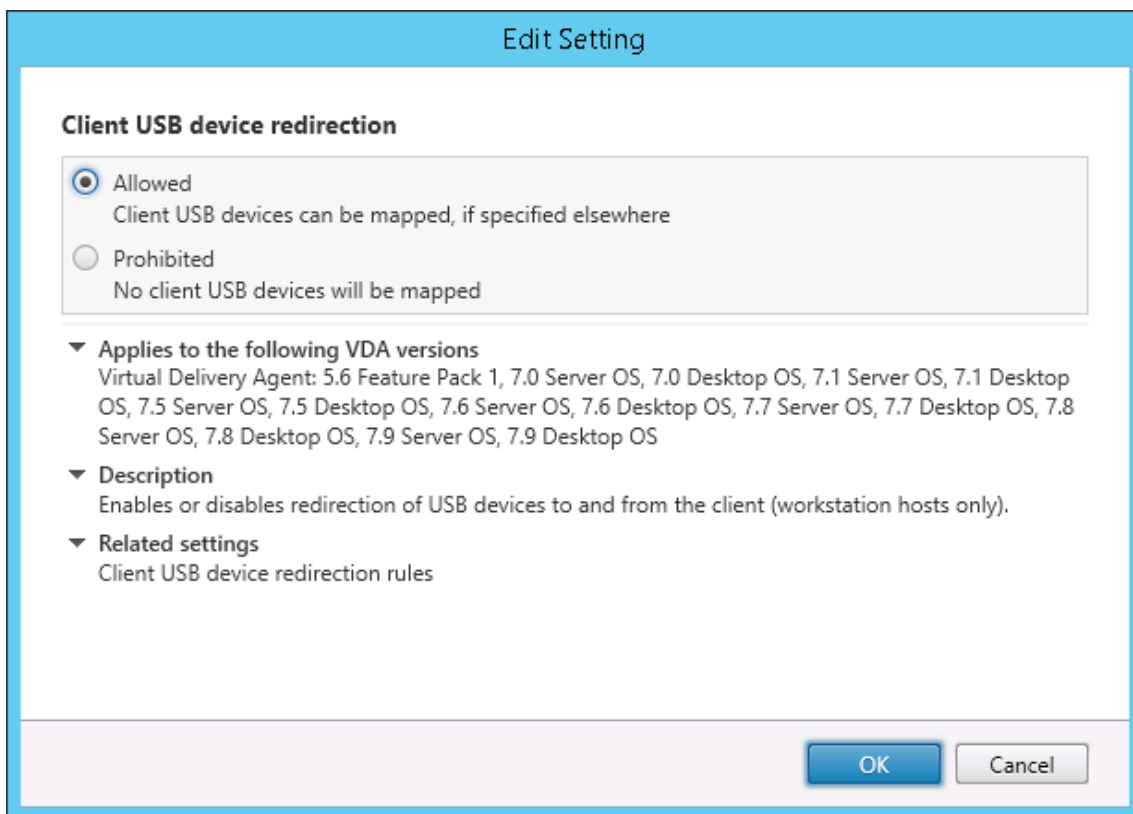 Edit Setting
Client USB device redirection
Allowed
Client USB devices can be mapped, if specified elsewhere
Prohibited
No client USB devices will be mapped
Applies to the following VDA versions
Virtual Delivery Agent: 5.6 Feature Pack 1, 7.0 Server OS, 7.0 Desktop OS, 7.1 Server OS, 7.1 Desktop
OS, 7.5 Server OS, 7.5 Desktop OS, 7.6 Server OS, 7.6 Desktop OS, 7.7 Server OS, 7.7 Desktop OS, 7.8
Server OS, 7.8 Desktop OS, 7.9 Server OS, 7.9 Desktop OS
Description
Enables or disables redirection of USB devices to and from the client (workstation hosts only).
Related settings
Client USB device redirection rules
OK
Cancel